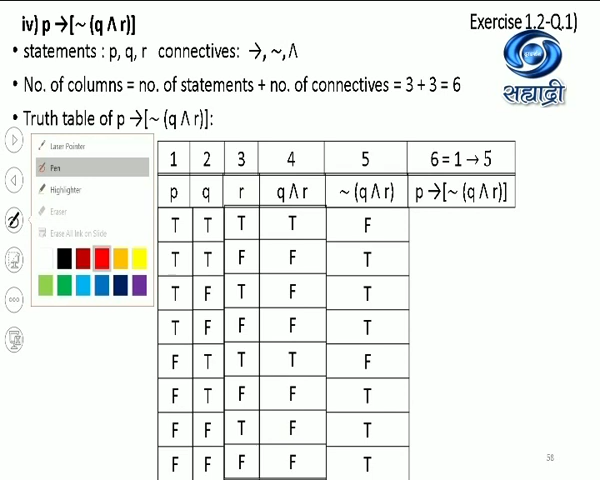 iv) p →[~ (q Λ r)]
Exercise 1.2-Q.1)
• statements : p, q, r connectives: →, ~, Λ
सह्याद्री
• No. of columns = no. of statements + no. of connectives = 3 + 3 = 6
• Truth table of p →[~ (q Λ r)]:
Laser Pointer
Pen
Highlighter
Eraser
Erase All Ink on Slide
1 2 3 4 5 6 = 1 → 5
p q r q Λ r ~ (q Λ r) p →[~ (q Λ r)]
T T T T F
T T F F T
T F T F T
T F F F T
F T T T F
F T F F T
F F T F T
F F F F T
58